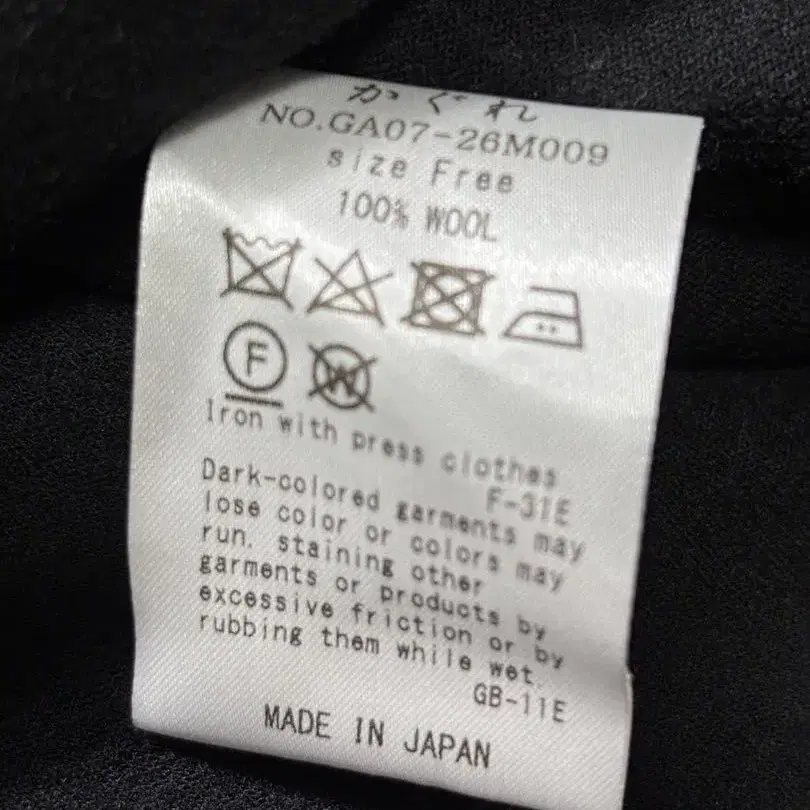 かぐれ
NO.GA07-26M009
size Free
100% WOOL
F W
Iron with press clothes
F-31E
Dark-colored garments may
lose color or colors may
run. staining other
garments or products by
excessive friction or by
rubbing them while wet.
GB-11E
MADE IN JAPAN